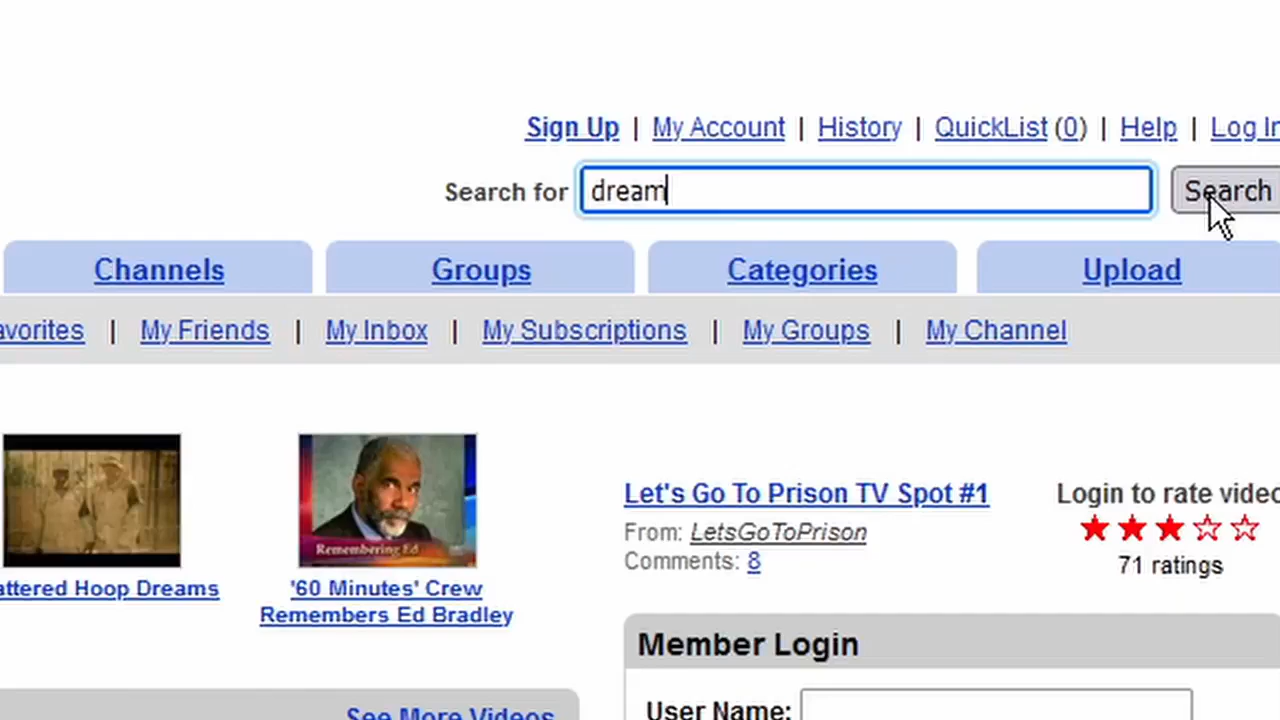 Sign Up | My Account | History | QuickList (0) | Help | Log In
Search for dream Search
Channels Groups Categories Upload
avorites | My Friends | My Inbox | My Subscriptions | My Groups | My Channel
Let's Go To Prison TV Spot #1
From: LetsGoToPrison
Comments: 8
Login to rate video
71 ratings
Remembering Ed
attered Hoop Dreams
'60 Minutes' Crew
Remembers Ed Bradley
Member Login
User Name:
See More Videos